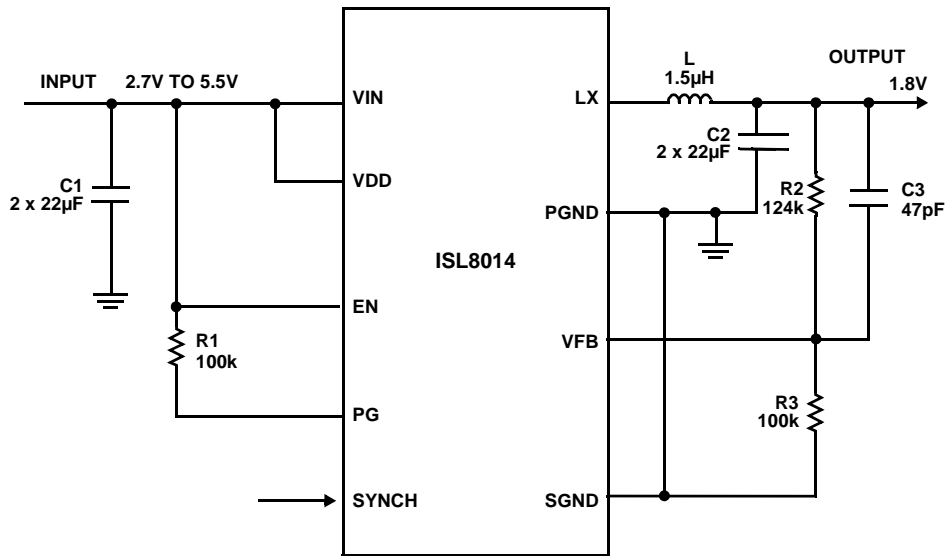 INPUT 2.7V TO 5.5V
VIN
VDD
C1
2 x 22µF
EN
R1
100k
PG
SYNCH
ISL8014
LX
PGND
VFB
SGND
L
1.5µH
OUTPUT
1.8V
C2
2 x 22µF
R2
124k
C3
47pF
R3
100k